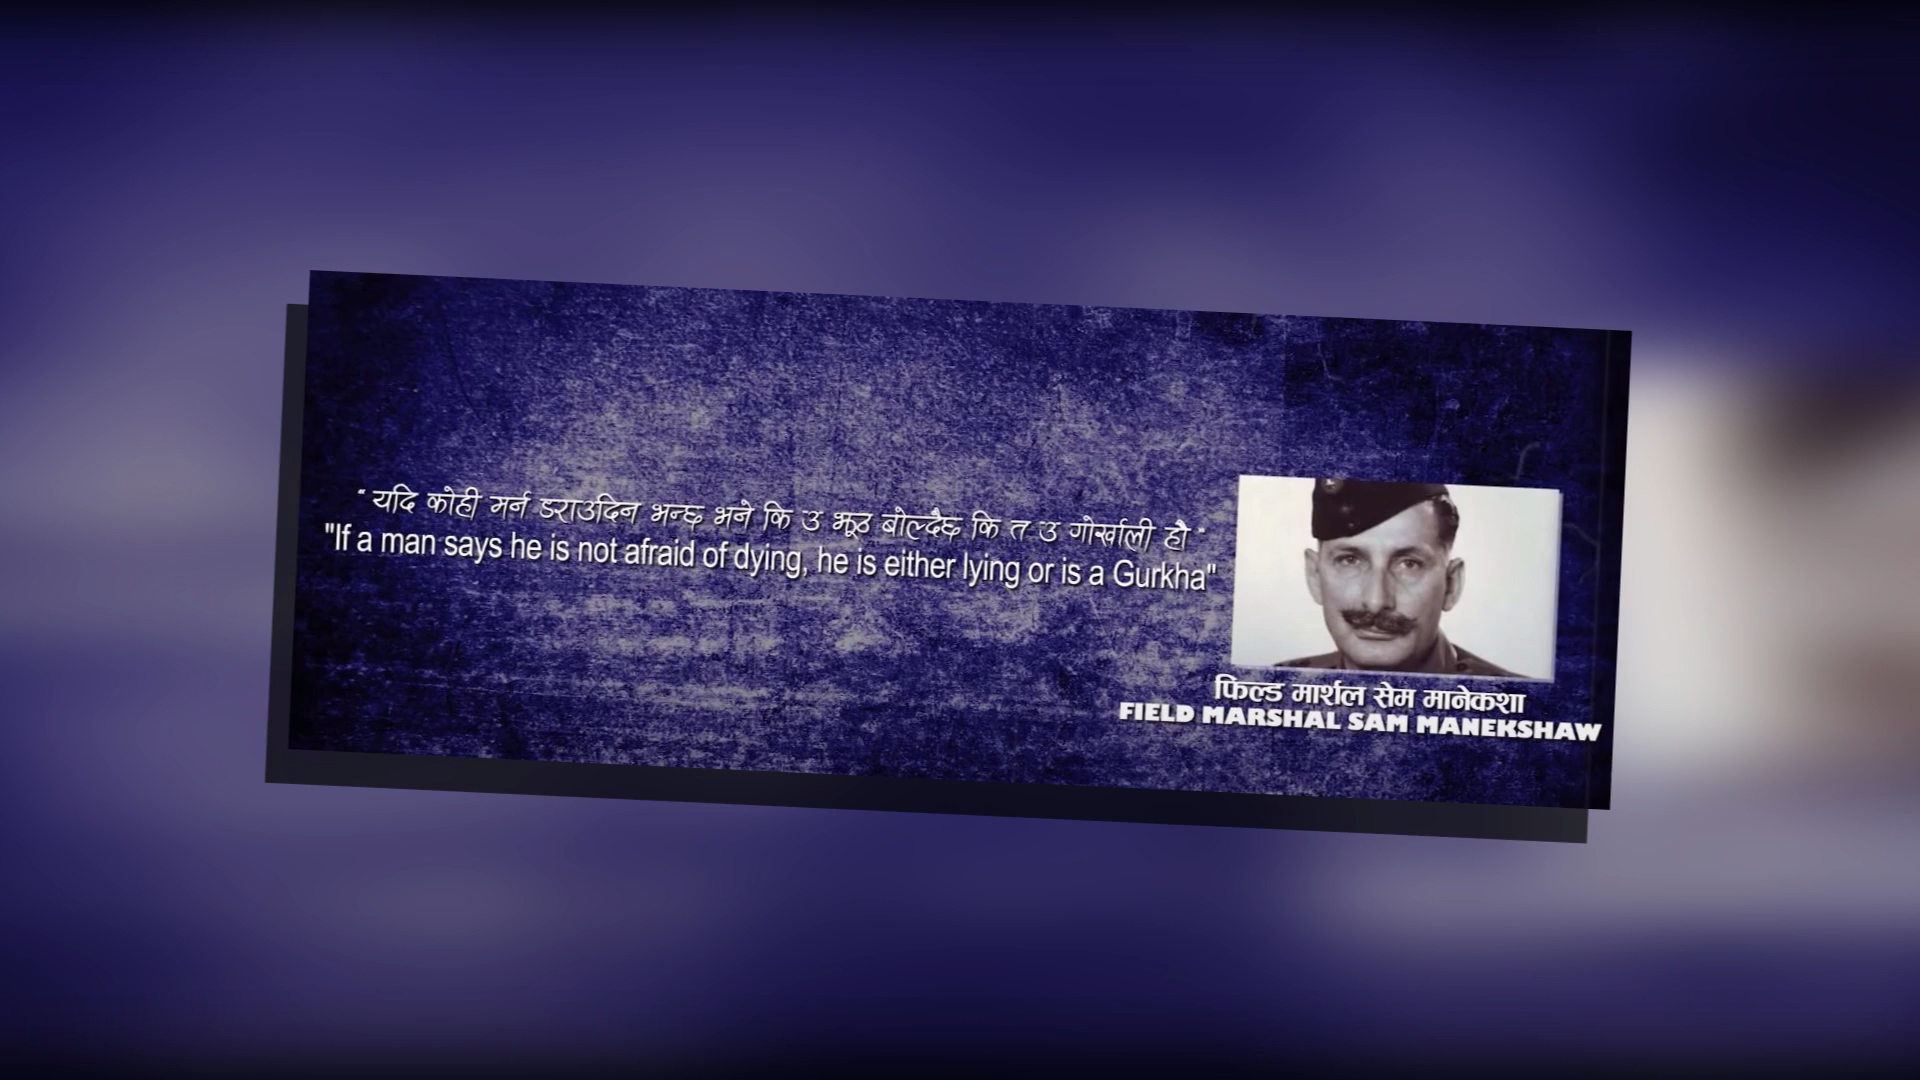 “ यदि कोही मर्न डराउदिन भन्छ भने कि उ झूठ बोल्दैछ कि त उ गोर्खाली हो ”
"If a man says he is not afraid of dying, he is either lying or is a Gurkha"
फिल्ड मार्शल सेम मानेकशा
FIELD MARSHAL SAM MANEKSHAW